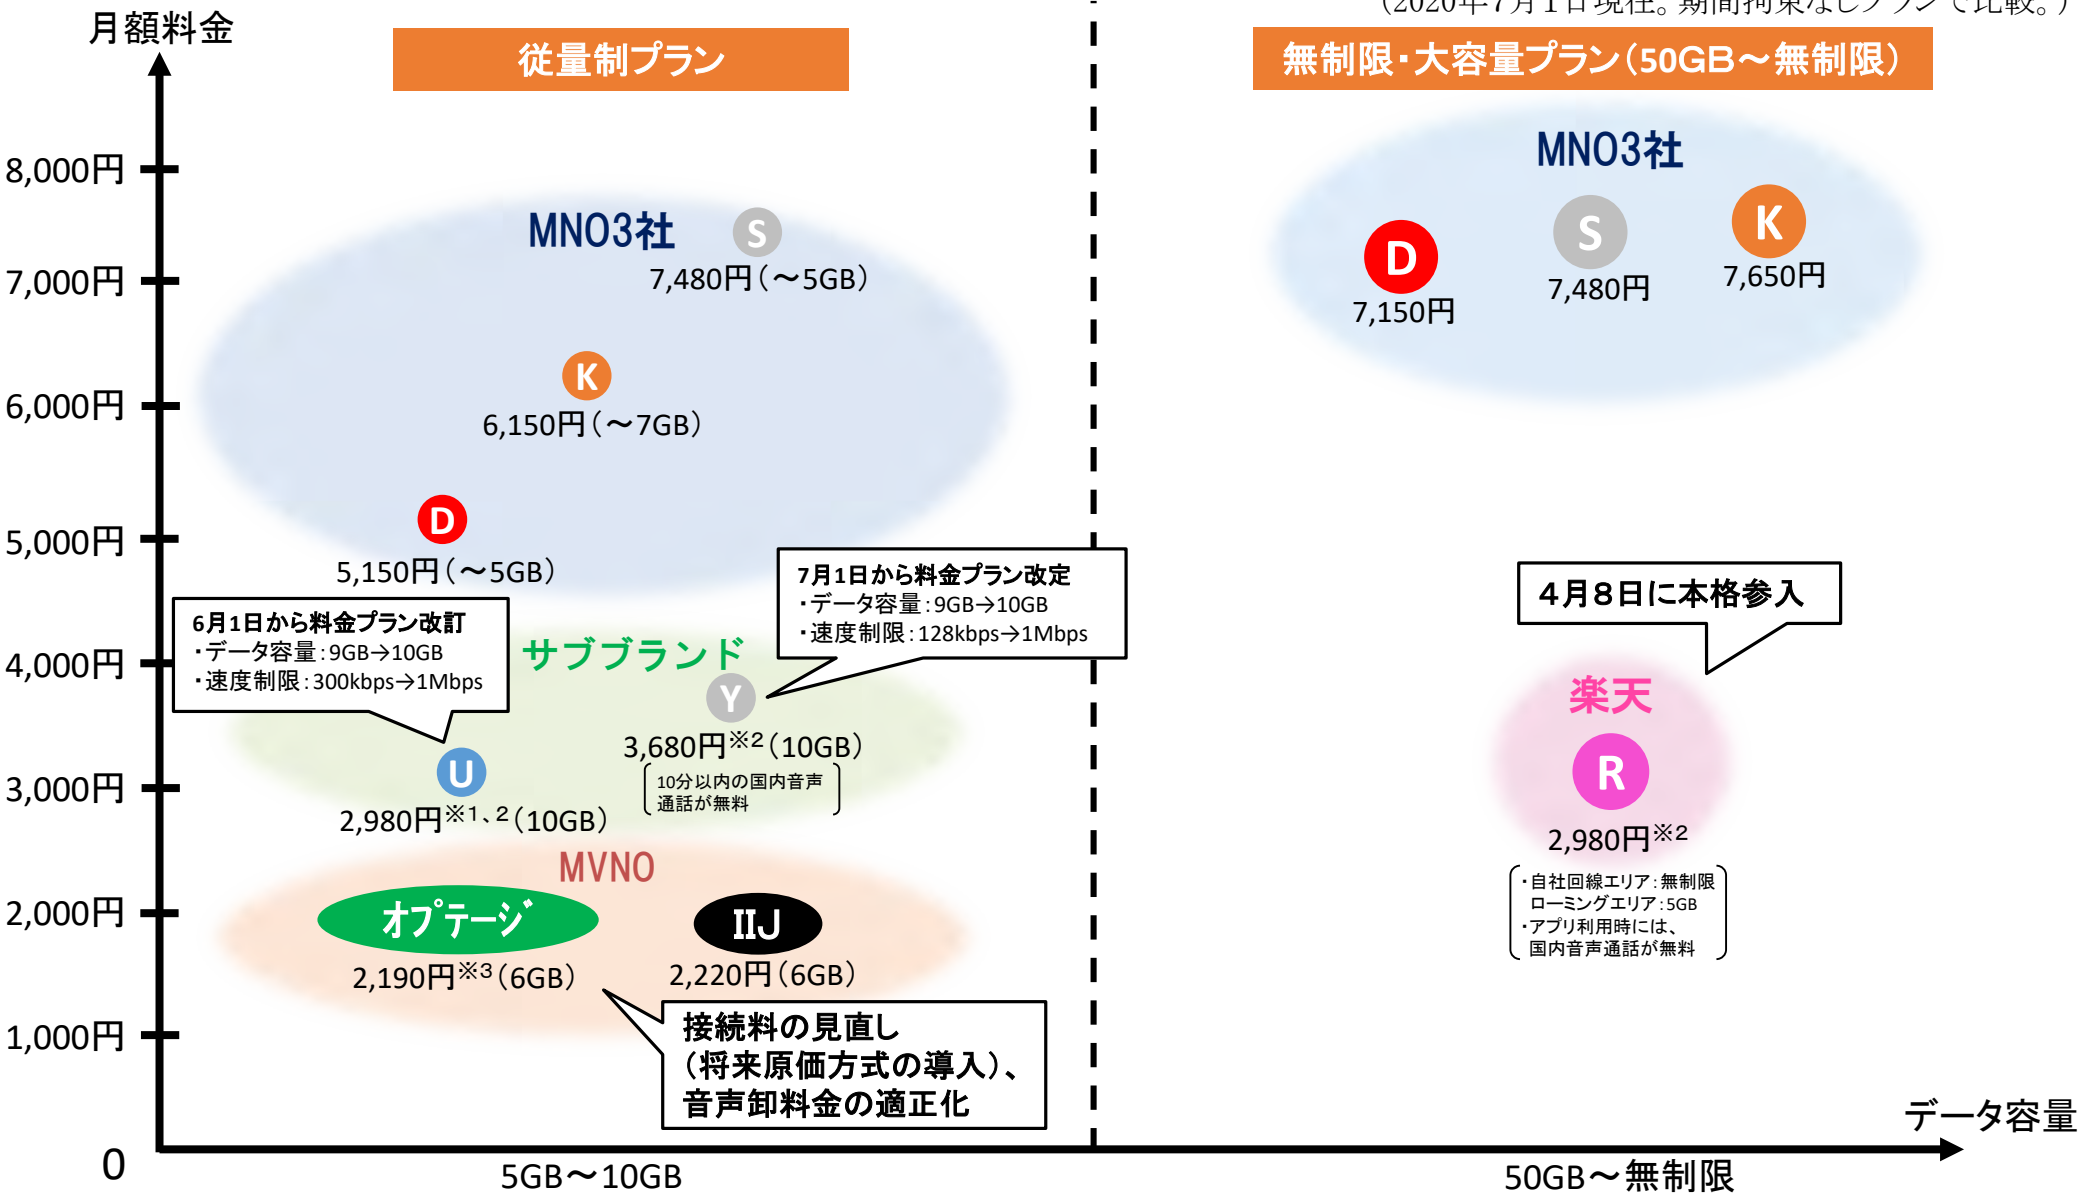 (2020年7月1日現在。期間拘束なしプランで比較。)
月額料金
従量制プラン
無制限・大容量プラン(50GB～無制限)
8,000円
7,000円
6,000円
5,000円
4,000円
3,000円
2,000円
1,000円
0
MNO3社
S
7,480円(～5GB)
K
6,150円(～7GB)
D
5,150円(～5GB)
6月1日から料金プラン改訂
・データ容量:9GB→10GB
・速度制限:300kbps→1Mbps
7月1日から料金プラン改定
・データ容量:9GB→10GB
・速度制限:128kbps→1Mbps
サブブランド
Y
3,680円※2(10GB)
10分以内の国内音声
通話が無料
U
2,980円※1、2(10GB)
MVNO
オプテージ
2,190円※3(6GB)
IIJ
2,220円(6GB)
接続料の見直し
(将来原価方式の導入)、
音声卸料金の適正化
MNO3社
D
7,150円
S
7,480円
K
7,650円
4月8日に本格参入
楽天
R
2,980円※2
・自社回線エリア:無制限
ローミングエリア:5GB
・アプリ利用時には、
国内音声通話が無料
データ容量
5GB～10GB
50GB～無制限